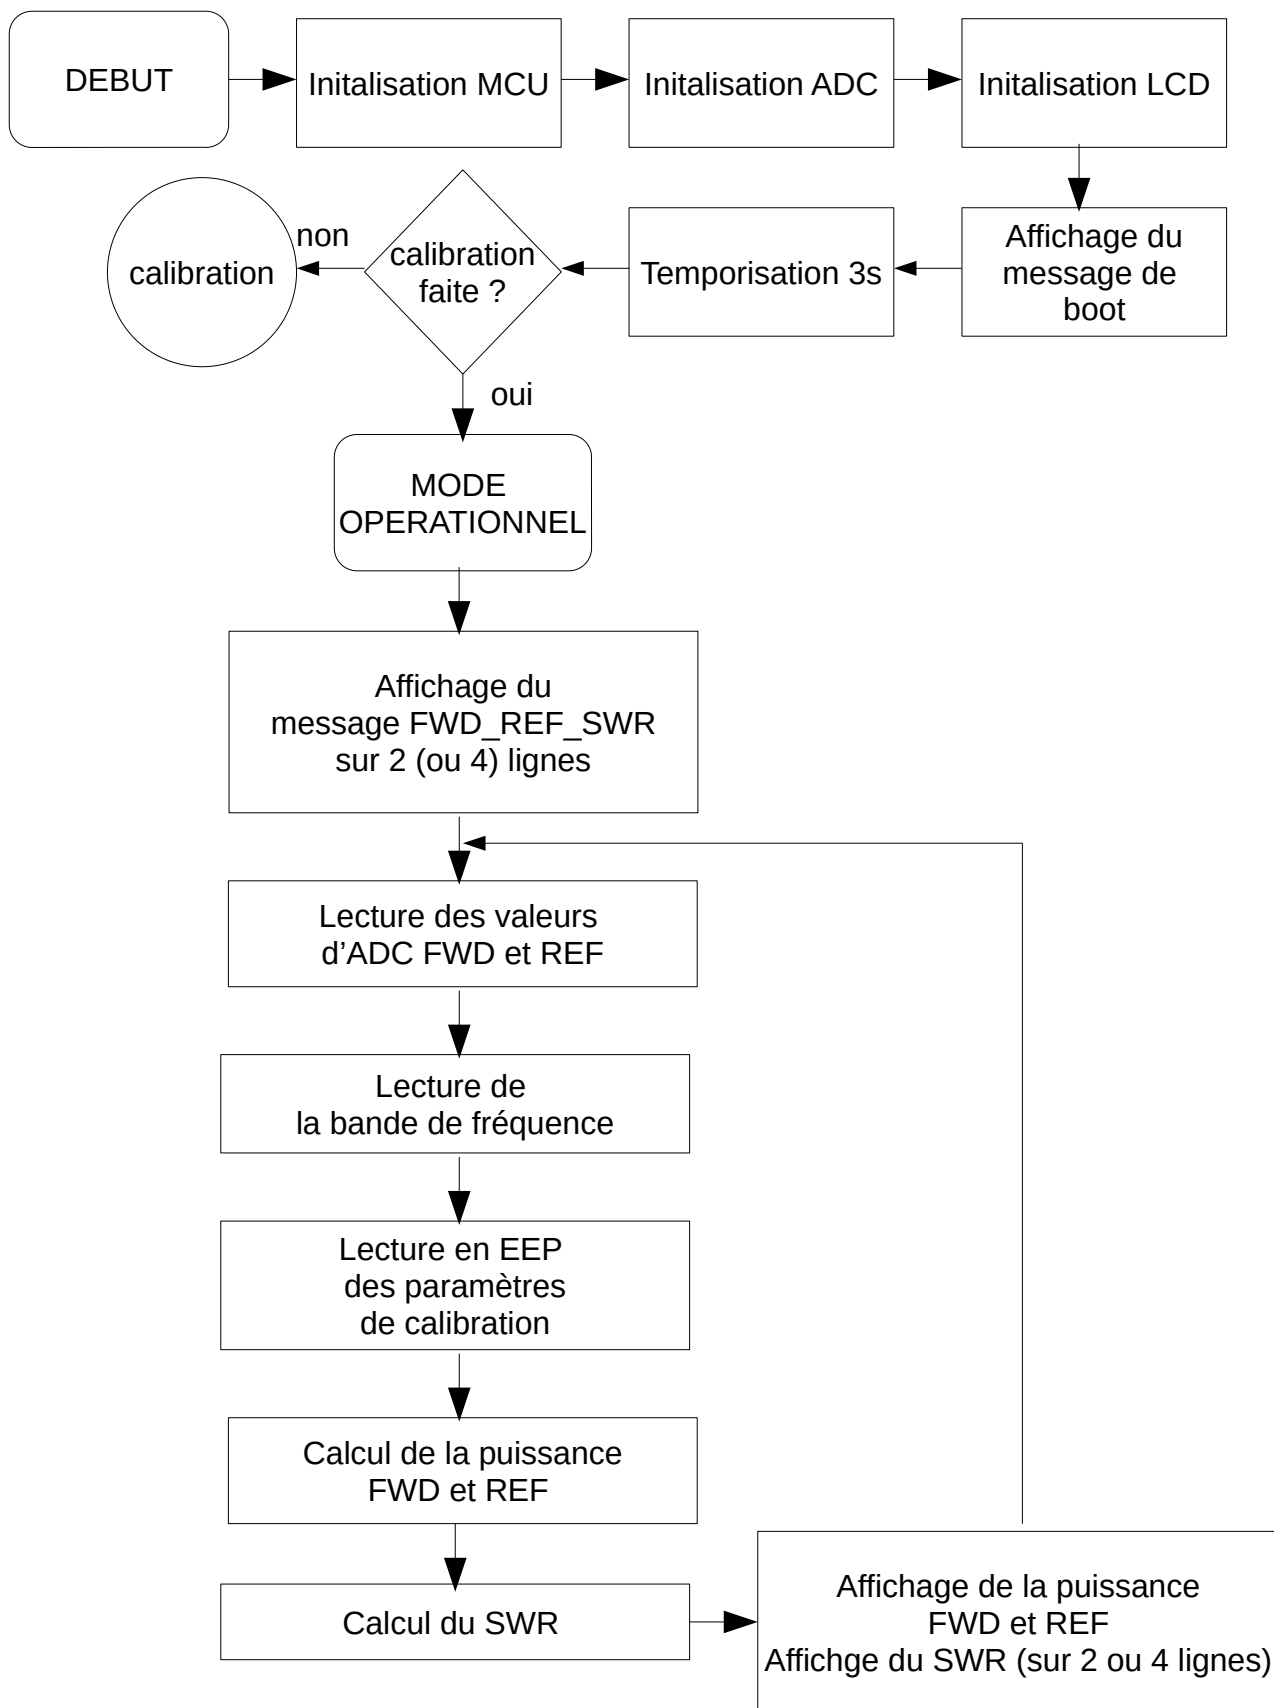 DEBUT
Initalisation MCU
Initalisation ADC
Initalisation LCD
Affichage du
message de
boot
Temporisation 3s
calibration
faite ?
non
calibration
oui
MODE
OPERATIONNEL
Affichage du
message FWD_REF_SWR
sur 2 (ou 4) lignes
Lecture des valeurs
d’ADC FWD et REF
Lecture de
la bande de fréquence
Lecture en EEP
des paramètres
de calibration
Calcul de la puissance
FWD et REF
Calcul du SWR
Affichage de la puissance
FWD et REF
Affichge du SWR (sur 2 ou 4 lignes)